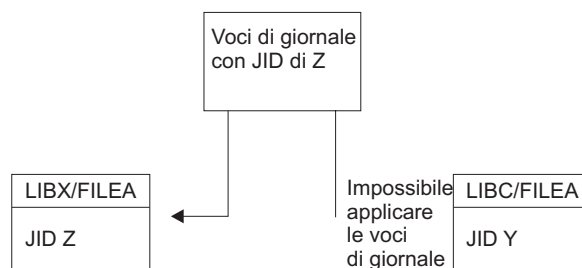 Voci di giornale
con JID di Z
LIBX/FILEA
JID Z
Impossibile
applicare
le voci
di giornale
LIBC/FILEA
JID Y